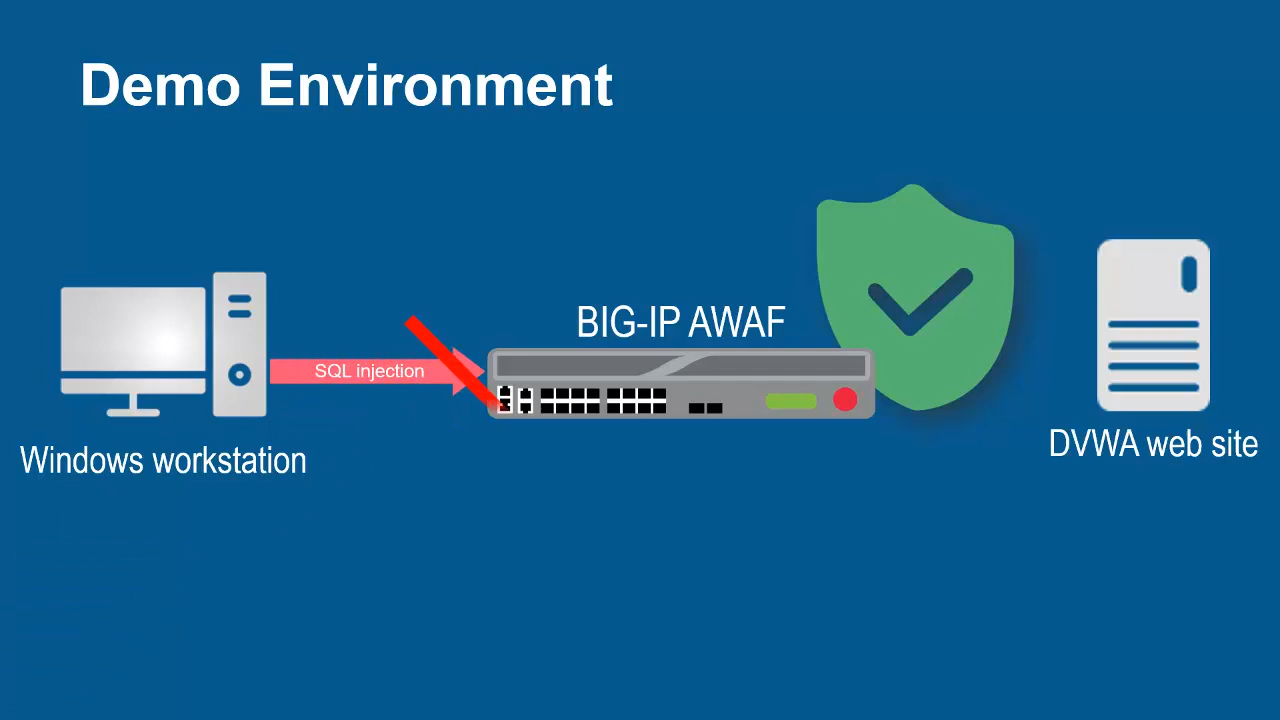 Demo Environment
BIG-IP AWAF
SQL injection
Windows workstation
DVWA web site